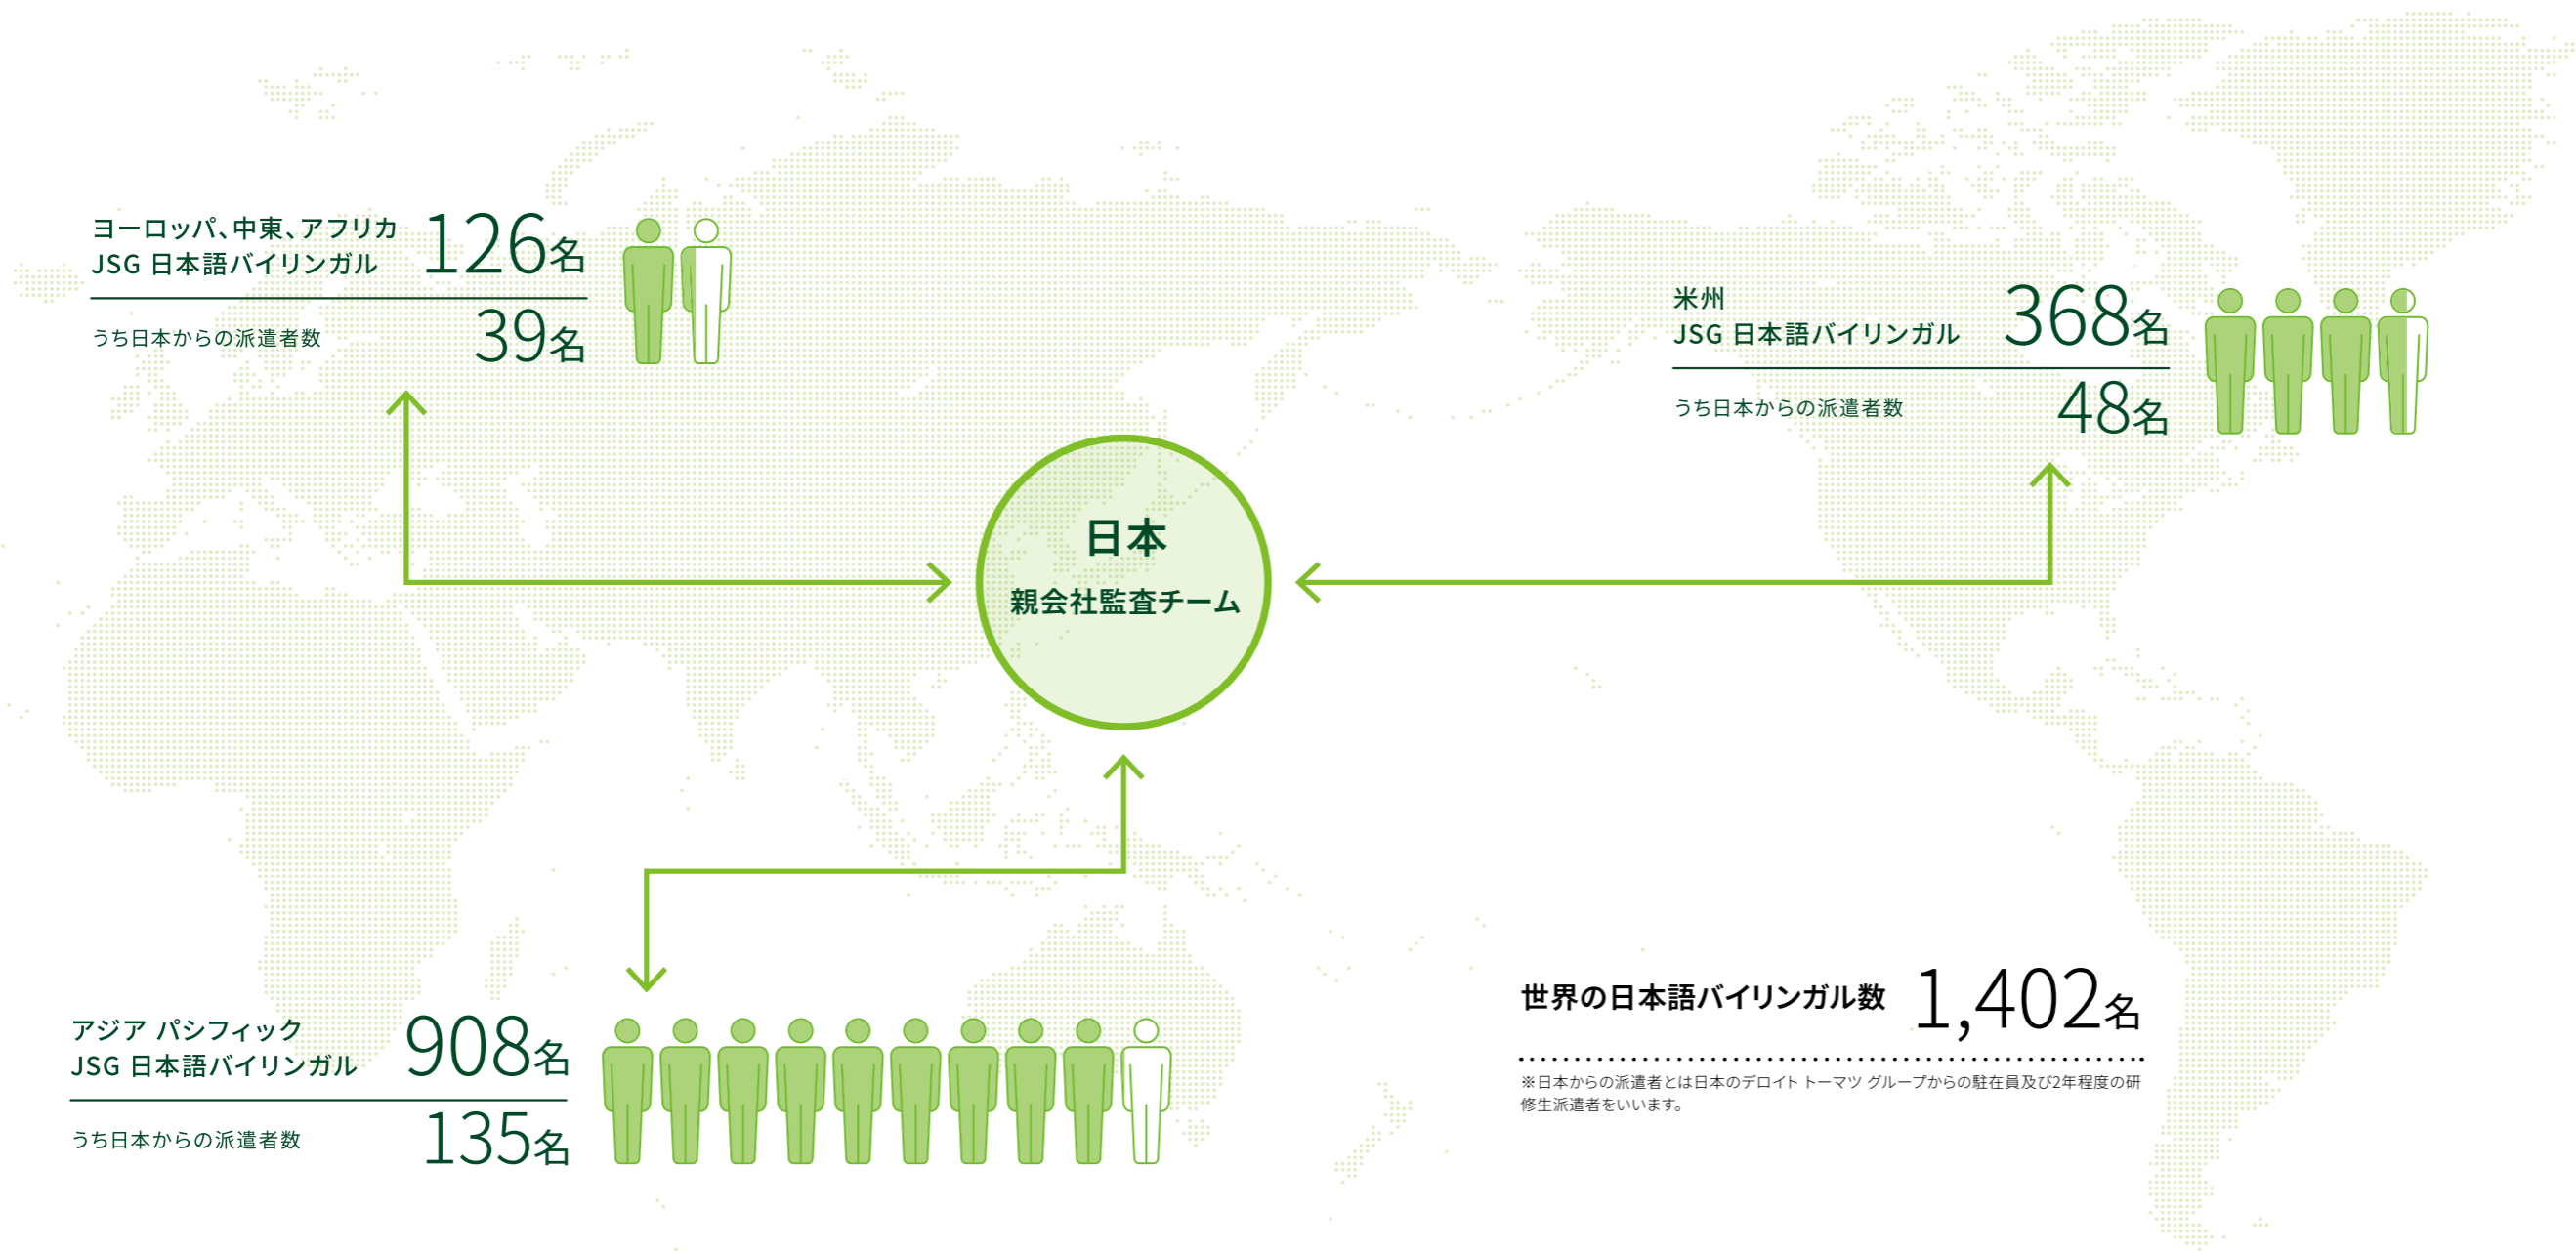 ヨーロッパ、中東、アフリカ
JSG 日本語バイリンガル 126名
うち日本からの派遣者数 39名
米州
JSG 日本語バイリンガル 368名
うち日本からの派遣者数 48名
日本
親会社監査チーム
アジア パシフィック
JSG 日本語バイリンガル 908名
うち日本からの派遣者数 135名
世界の日本語バイリンガル数 1,402名
※日本からの派遣者とは日本のデロイト トーマツ グループからの駐在員及び2年程度の研
修生派遣者をいいます。